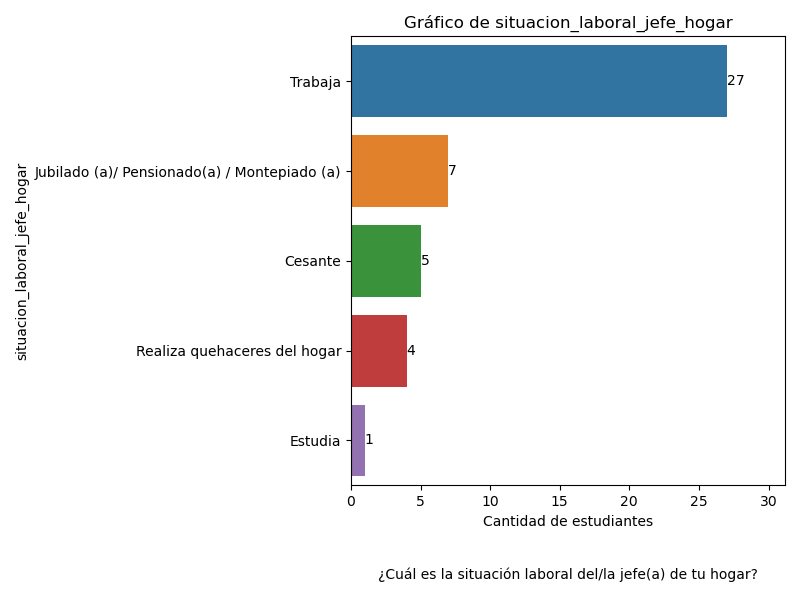 Gráfico de situacion_laboral_jefe_hogar
situacion_laboral_jefe_hogar
Trabaja
27
Jubilado (a)/ Pensionado(a) / Montepiado (a)
7
Cesante
5
Realiza quehaceres del hogar
4
Estudia
1
0 5 10 15 20 25 30
Cantidad de estudiantes
¿Cuál es la situación laboral del/la jefe(a) de tu hogar?